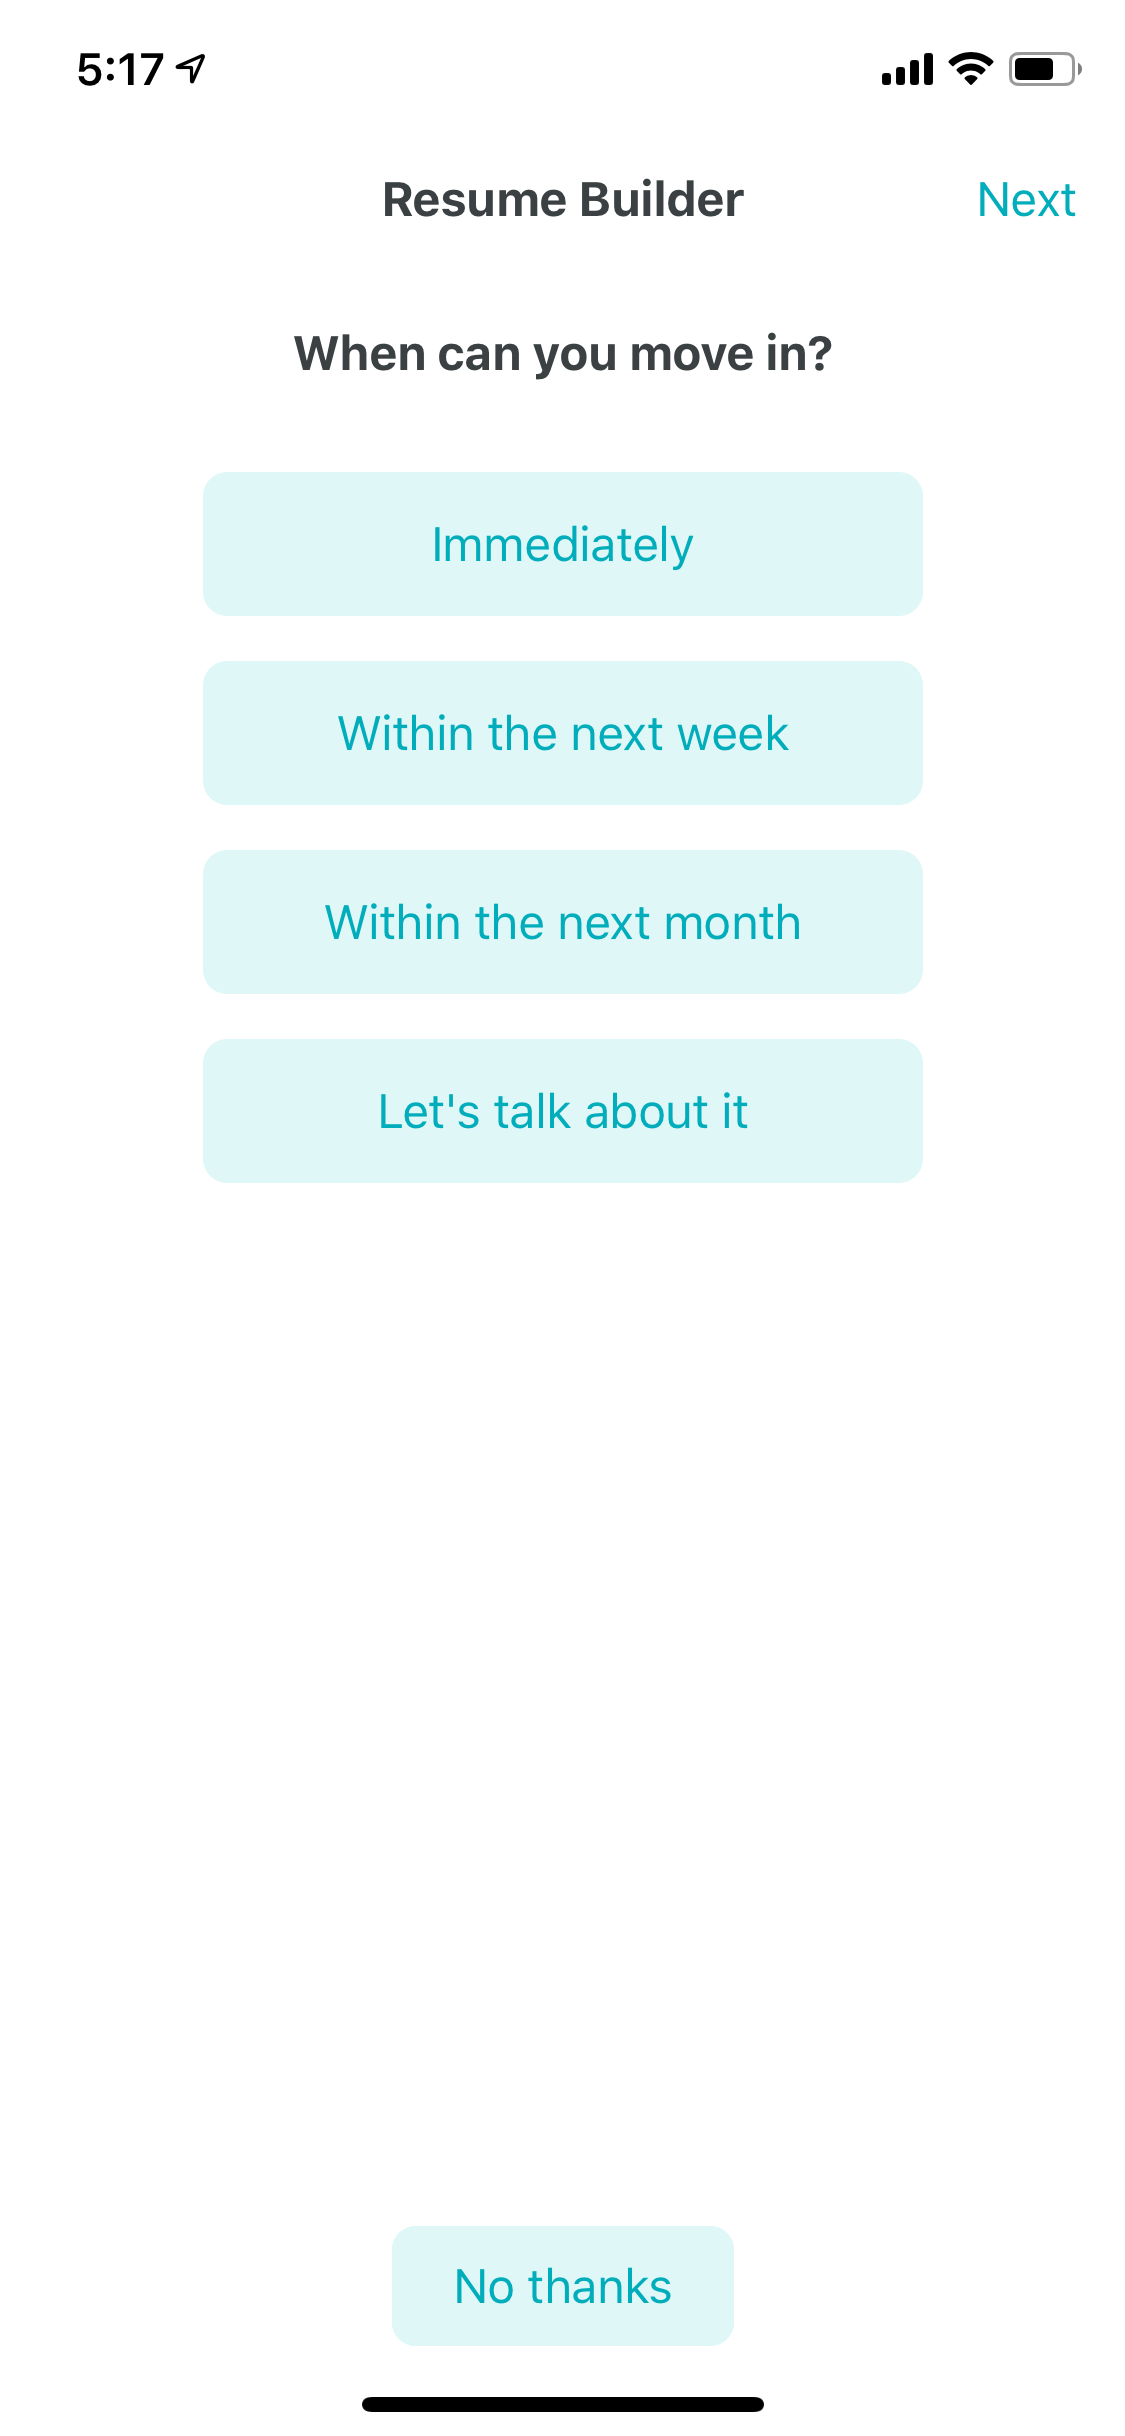 5:17
Resume Builder
Next
When can you move in?
Immediately
Within the next week
Within the next month
Let's talk about it
No thanks